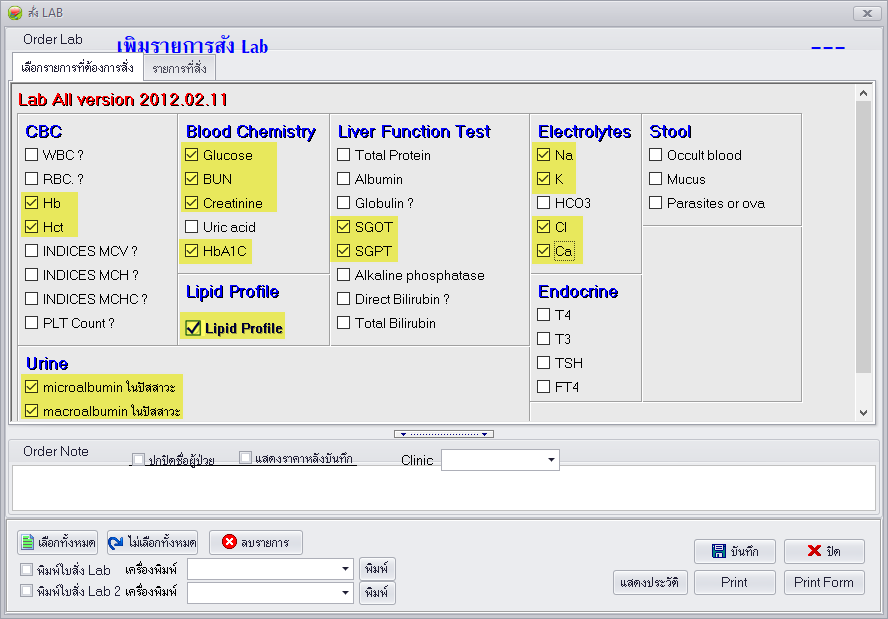 สั่ง LAB
Order Lab
เพิ่มรายการสั่ง Lab
---
เลือกรายการที่ต้องการสั่ง
รายการที่สั่ง
Lab All version 2012.02.11
CBC
WBC ?
RBC. ?
Hb
Hct
INDICES MCV ?
INDICES MCH ?
INDICES MCHC ?
PLT Count ?
Blood Chemistry
Glucose
BUN
Creatinine
Uric acid
HbA1C
Lipid Profile
Lipid Profile
Liver Function Test
Total Protein
Albumin
Globulin ?
SGOT
SGPT
Alkaline phosphatase
Direct Bilirubin ?
Total Bilirubin
Electrolytes
Na
K
HCO3
Cl
Ca
Endocrine
T4
T3
TSH
FT4
Stool
Occult blood
Mucus
Parasites or ova
Urine
microalbumin ในปัสสาวะ
macroalbumin ในปัสสาวะ
Order Note
ปกปิดชื่อผู้ป่วย
แสดงราคาหลังบันทึก
Clinic
เลือกทั้งหมด
ไม่เลือกทั้งหมด
ลบรายการ
พิมพ์ใบสั่ง Lab เครื่องพิมพ์
พิมพ์
พิมพ์ใบสั่ง Lab 2 เครื่องพิมพ์
พิมพ์
บันทึก
ปิด
แสดงประวัติ
Print
Print Form